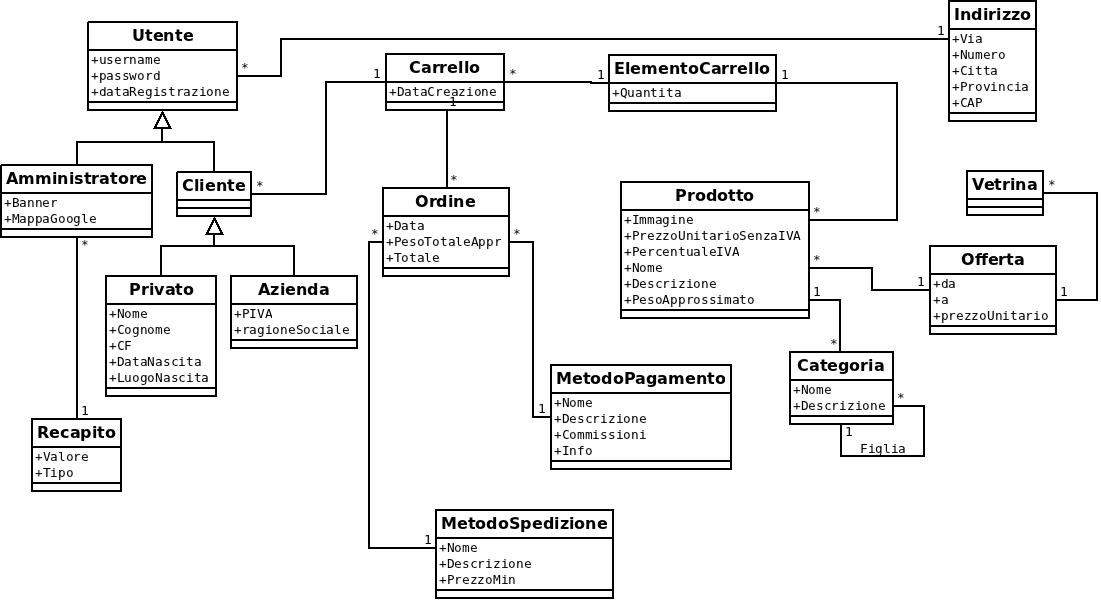 Utente
+username
+password
+dataRegistrazione
*
1
Indirizzo
+Via
+Numero
+Citta
+Provincia
+CAP
Carrello
+DataCreazione
1
*
1
ElementoCarrello
+Quantita
1
1
Amministratore
+Banner
+MappaGoogle
*
Cliente
*
Ordine
+Data
+PesoTotaleAppr
+Totale
*
*
*
Prodotto
+Immagine
+PrezzoUnitarioSenzaIVA
+PercentualeIVA
+Nome
+Descrizione
+PesoApprossimato
*
*
1
Vetrina
*
Offerta
+da
+a
+prezzoUnitario
1
1
Privato
+Nome
+Cognome
+CF
+DataNascita
+LuogoNascita
Azienda
+PIVA
+ragioneSociale
MetodoPagamento
+Nome
+Descrizione
+Commissioni
+Info
1
Categoria
+Nome
+Descrizione
*
*
1
Figlia
1
Recapito
+Valore
+Tipo
MetodoSpedizione
+Nome
+Descrizione
+PrezzoMin
1